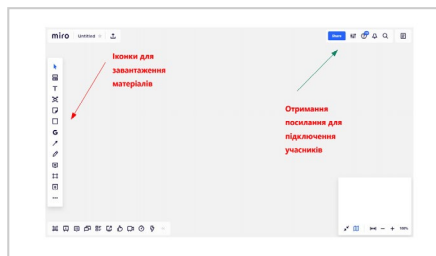 miro Untitled
Share
Іконки для
завантаження
матеріалів
Отримання
посилання для
підключення
учасників
T
G
100%